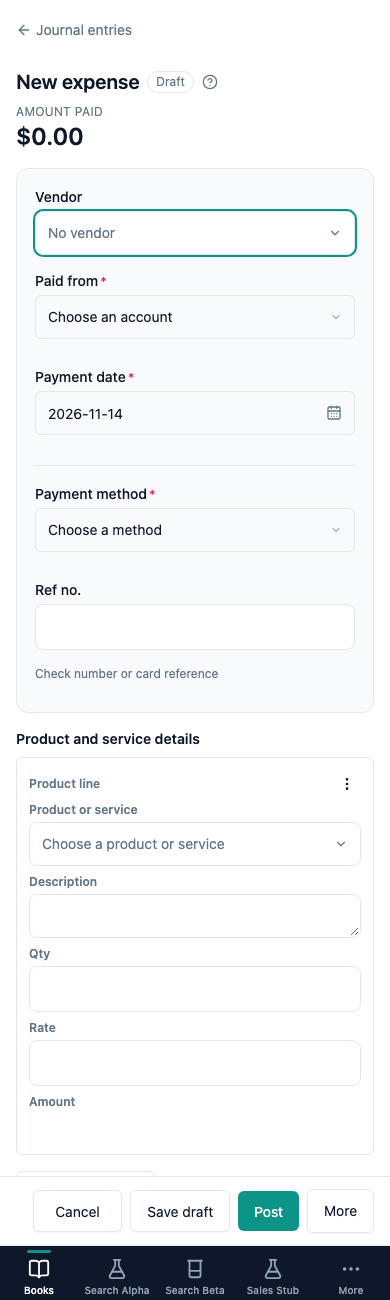 Journal entries
New expense Draft
AMOUNT PAID
$0.00
Vendor
No vendor
Paid from *
Choose an account
Payment date *
2026-11-14
Payment method *
Choose a method
Ref no.
Check number or card reference
Product and service details
Product line
Product or service
Choose a product or service
Description
Qty
Rate
Amount
Cancel Save draft Post More
Books Search Alpha Search Beta Sales Stub More